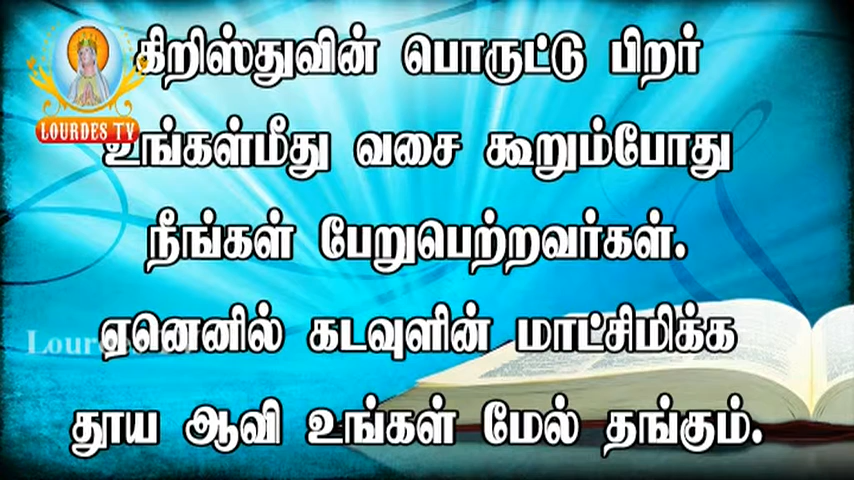 கிறிஸ்துவின் பொருட்டு பிறர்
LOURDES TV
உங்கள்மீது வசை கூறும்போது
நீங்கள் பேறுபெற்றவர்கள்.
ஏனெனில் கடவுளின் மாட்சிமிக்க
தூய ஆவி உங்கள் மேல் தங்கும்.